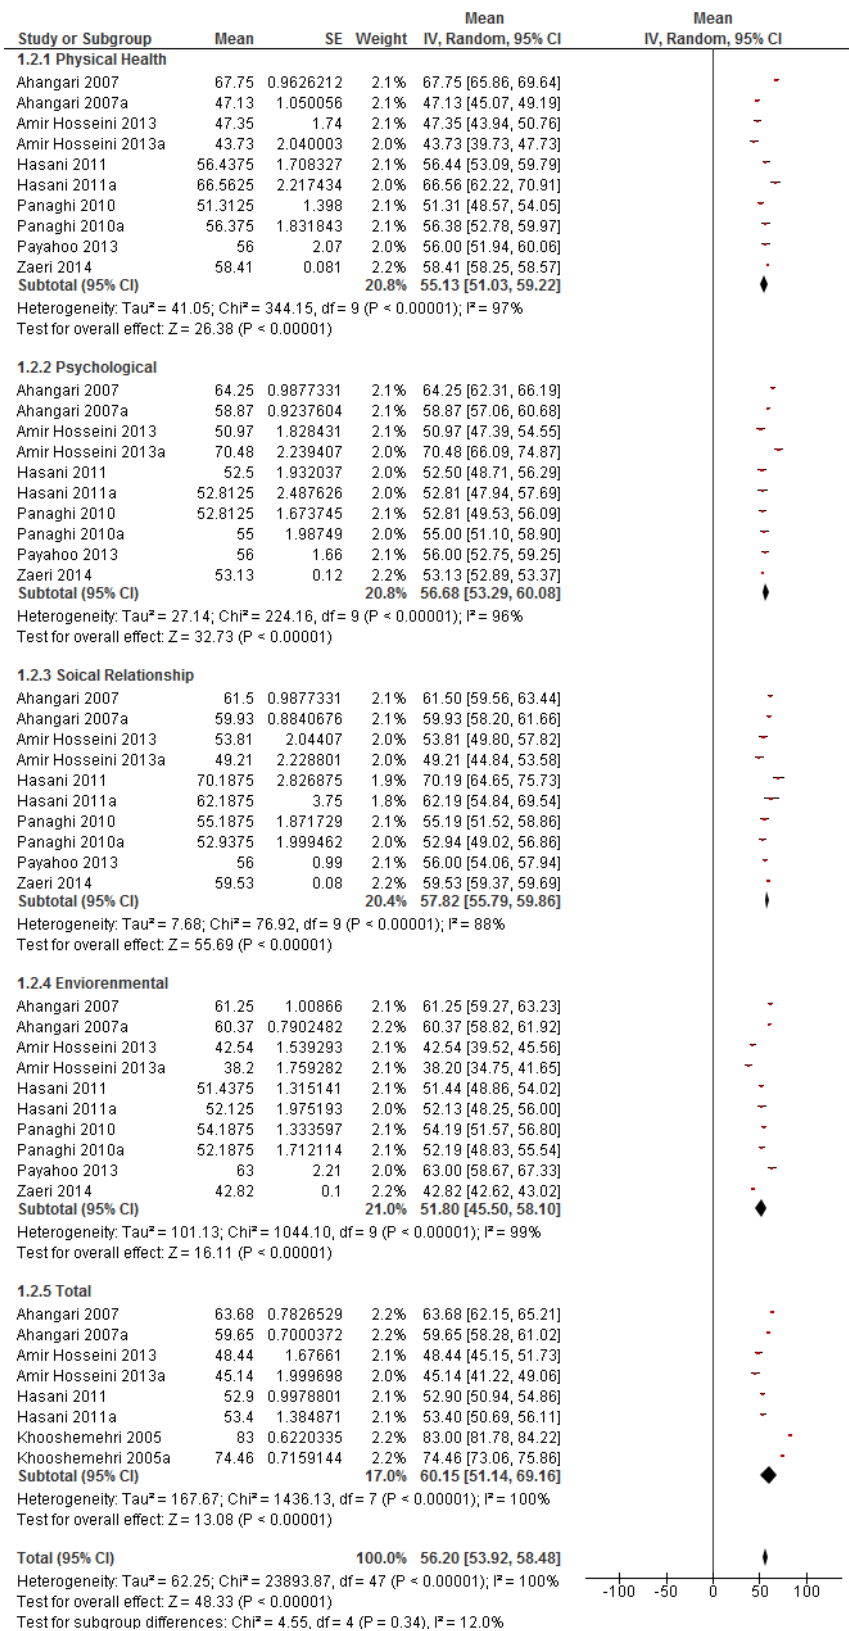 Mean Mean
Study or Subgroup Mean SE Weight IV, Random, 95% CI IV, Random, 95% CI
1.2.1 Physical Health
Ahangari 2007 67.75 0.9626212 2.1% 67.75 [65.86, 69.64]
Ahangari 2007a 47.13 1.050056 2.1% 47.13 [45.07, 49.19]
Amir Hosseini 2013 47.35 1.74 2.1% 47.35 [43.94, 50.76]
Amir Hosseini 2013a 43.73 2.040003 2.0% 43.73 [39.73, 47.73]
Hasani 2011 56.4375 1.708327 2.1% 56.44 [53.09, 59.79]
Hasani 2011a 66.5625 2.217434 2.0% 66.56 [62.22, 70.91]
Panaghi 2010 51.3125 1.398 2.1% 51.31 [48.57, 54.05]
Panaghi 2010a 56.375 1.831843 2.1% 56.38 [52.78, 59.97]
Payahoo 2013 56 2.07 2.0% 56.00 [51.94, 60.06]
Zaeri 2014 58.41 0.081 2.2% 58.41 [58.25, 58.57]
Subtotal (95% CI) 20.8% 55.13 [51.03, 59.22]
Heterogeneity: Tau² = 41.05; Chi² = 344.15, df = 9 (P < 0.00001); I² = 97%
Test for overall effect: Z = 26.38 (P < 0.00001)
1.2.2 Psychological
Ahangari 2007 64.25 0.9877331 2.1% 64.25 [62.31, 66.19]
Ahangari 2007a 58.87 0.9237604 2.1% 58.87 [57.06, 60.68]
Amir Hosseini 2013 50.97 1.828431 2.1% 50.97 [47.39, 54.55]
Amir Hosseini 2013a 70.48 2.239407 2.0% 70.48 [66.09, 74.87]
Hasani 2011 52.5 1.932037 2.0% 52.50 [48.71, 56.29]
Hasani 2011a 52.8125 2.487626 2.0% 52.81 [47.94, 57.69]
Panaghi 2010 52.8125 1.673745 2.1% 52.81 [49.53, 56.09]
Panaghi 2010a 55 1.98749 2.0% 55.00 [51.10, 58.90]
Payahoo 2013 56 1.66 2.1% 56.00 [52.75, 59.25]
Zaeri 2014 53.13 0.12 2.2% 53.13 [52.89, 53.37]
Subtotal (95% CI) 20.8% 56.68 [53.29, 60.08]
Heterogeneity: Tau² = 27.14; Chi² = 224.16, df = 9 (P < 0.00001); I² = 96%
Test for overall effect: Z = 32.73 (P < 0.00001)
1.2.3 Soical Relationship
Ahangari 2007 61.5 0.9877331 2.1% 61.50 [59.56, 63.44]
Ahangari 2007a 59.93 0.8840676 2.1% 59.93 [58.20, 61.66]
Amir Hosseini 2013 53.81 2.04407 2.0% 53.81 [49.80, 57.82]
Amir Hosseini 2013a 49.21 2.228801 2.0% 49.21 [44.84, 53.58]
Hasani 2011 70.1875 2.826875 1.9% 70.19 [64.65, 75.73]
Hasani 2011a 62.1875 3.75 1.8% 62.19 [54.84, 69.54]
Panaghi 2010 55.1875 1.871729 2.1% 55.19 [51.52, 58.86]
Panaghi 2010a 52.9375 1.999462 2.0% 52.94 [49.02, 56.86]
Payahoo 2013 56 0.99 2.1% 56.00 [54.06, 57.94]
Zaeri 2014 59.53 0.08 2.2% 59.53 [59.37, 59.69]
Subtotal (95% CI) 20.4% 57.82 [55.79, 59.86]
Heterogeneity: Tau² = 7.68; Chi² = 76.92, df = 9 (P < 0.00001); I² = 88%
Test for overall effect: Z = 55.69 (P < 0.00001)
1.2.4 Enviorenmental
Ahangari 2007 61.25 1.00866 2.1% 61.25 [59.27, 63.23]
Ahangari 2007a 60.37 0.7902482 2.2% 60.37 [58.82, 61.92]
Amir Hosseini 2013 42.54 1.539293 2.1% 42.54 [39.52, 45.56]
Amir Hosseini 2013a 38.2 1.759282 2.1% 38.20 [34.75, 41.65]
Hasani 2011 51.4375 1.315141 2.1% 51.44 [48.86, 54.02]
Hasani 2011a 52.125 1.975193 2.0% 52.13 [48.25, 56.00]
Panaghi 2010 54.1875 1.333597 2.1% 54.19 [51.57, 56.80]
Panaghi 2010a 52.1875 1.712114 2.1% 52.19 [48.83, 55.54]
Payahoo 2013 63 2.21 2.0% 63.00 [58.67, 67.33]
Zaeri 2014 42.82 0.1 2.2% 42.82 [42.62, 43.02]
Subtotal (95% CI) 21.0% 51.80 [45.50, 58.10]
Heterogeneity: Tau² = 101.13; Chi² = 1044.10, df = 9 (P < 0.00001); I² = 99%
Test for overall effect: Z = 16.11 (P < 0.00001)
1.2.5 Total
Ahangari 2007 63.68 0.7826529 2.2% 63.68 [62.15, 65.21]
Ahangari 2007a 59.65 0.7000372 2.2% 59.65 [58.28, 61.02]
Amir Hosseini 2013 48.44 1.67661 2.1% 48.44 [45.15, 51.73]
Amir Hosseini 2013a 45.14 1.999698 2.0% 45.14 [41.22, 49.06]
Hasani 2011 52.9 0.9978801 2.1% 52.90 [50.94, 54.86]
Hasani 2011a 53.4 1.384871 2.1% 53.40 [50.69, 56.11]
Khooshemehri 2005 83 0.6220335 2.2% 83.00 [81.78, 84.22]
Khooshemehri 2005a 74.46 0.7159144 2.2% 74.46 [73.06, 75.86]
Subtotal (95% CI) 17.0% 60.15 [51.14, 69.16]
Heterogeneity: Tau² = 167.67; Chi² = 1436.13, df = 7 (P < 0.00001); I² = 100%
Test for overall effect: Z = 13.08 (P < 0.00001)
Total (95% CI) 100.0% 56.20 [53.92, 58.48]
Heterogeneity: Tau² = 62.25; Chi² = 23893.87, df = 47 (P < 0.00001); I² = 100%
-100 -50 0 50 100
Test for overall effect: Z = 48.33 (P < 0.00001)
Test for subgroup differences: Chi² = 4.55, df = 4 (P = 0.34), I² = 12.0%